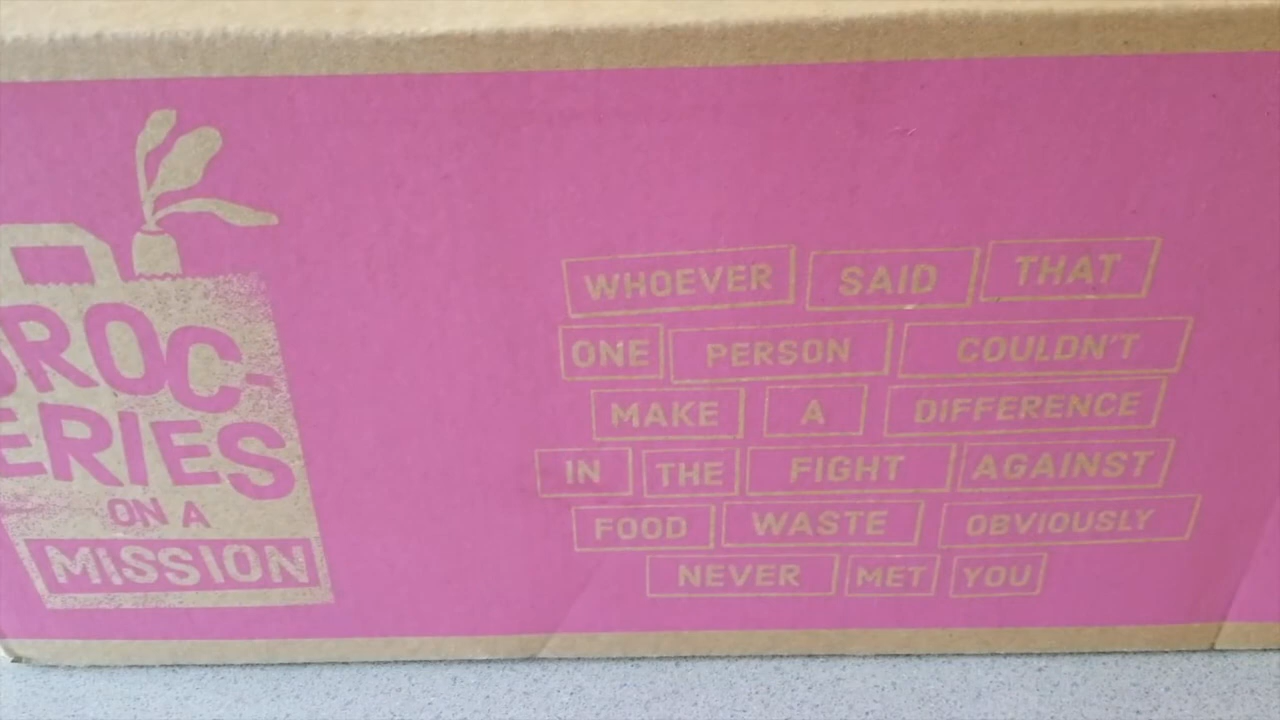 GROC-
ERIES
ON A
MISSION
WHOEVER SAID THAT
ONE PERSON COULDN'T
MAKE A DIFFERENCE
IN THE FIGHT AGAINST
FOOD WASTE OBVIOUSLY
NEVER MET YOU